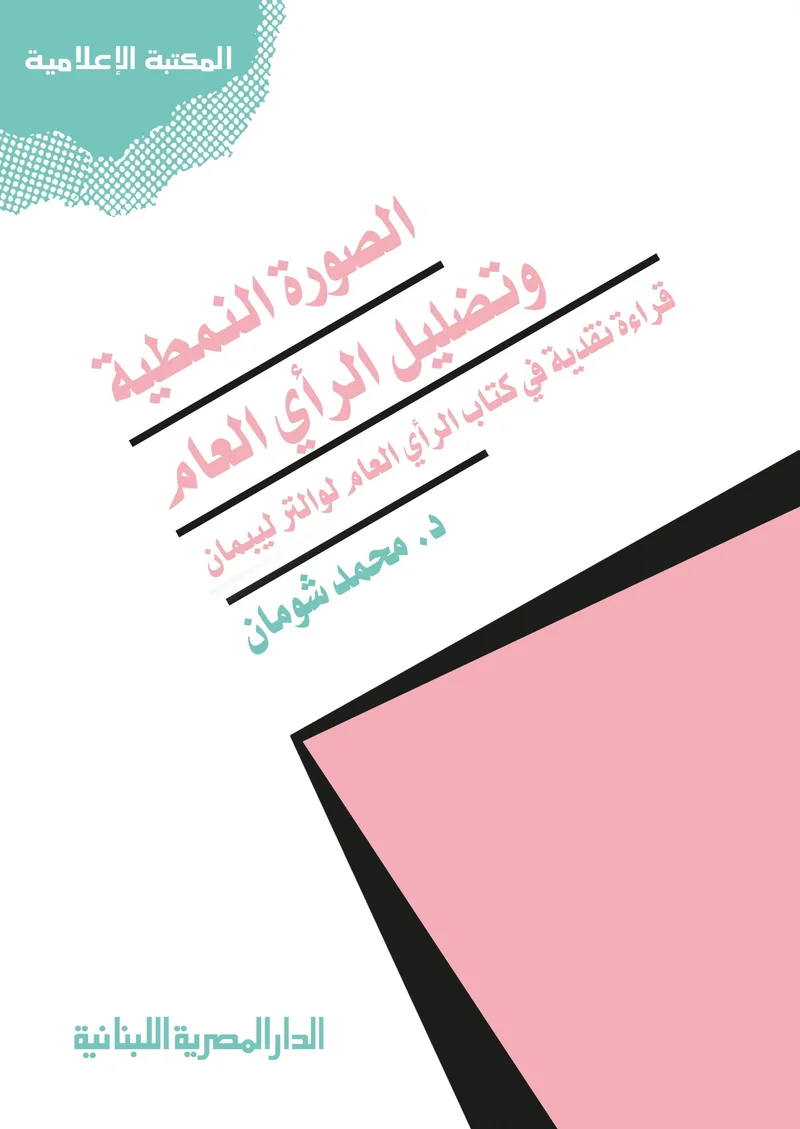 المكتبة الإعلامية
الصورة النمطية
وتضليل الرأي العام
قراءة نقدية في كتاب الرأي العام لوالتر ليبمان
د. محمد شومان
الدار المصرية اللبنانية